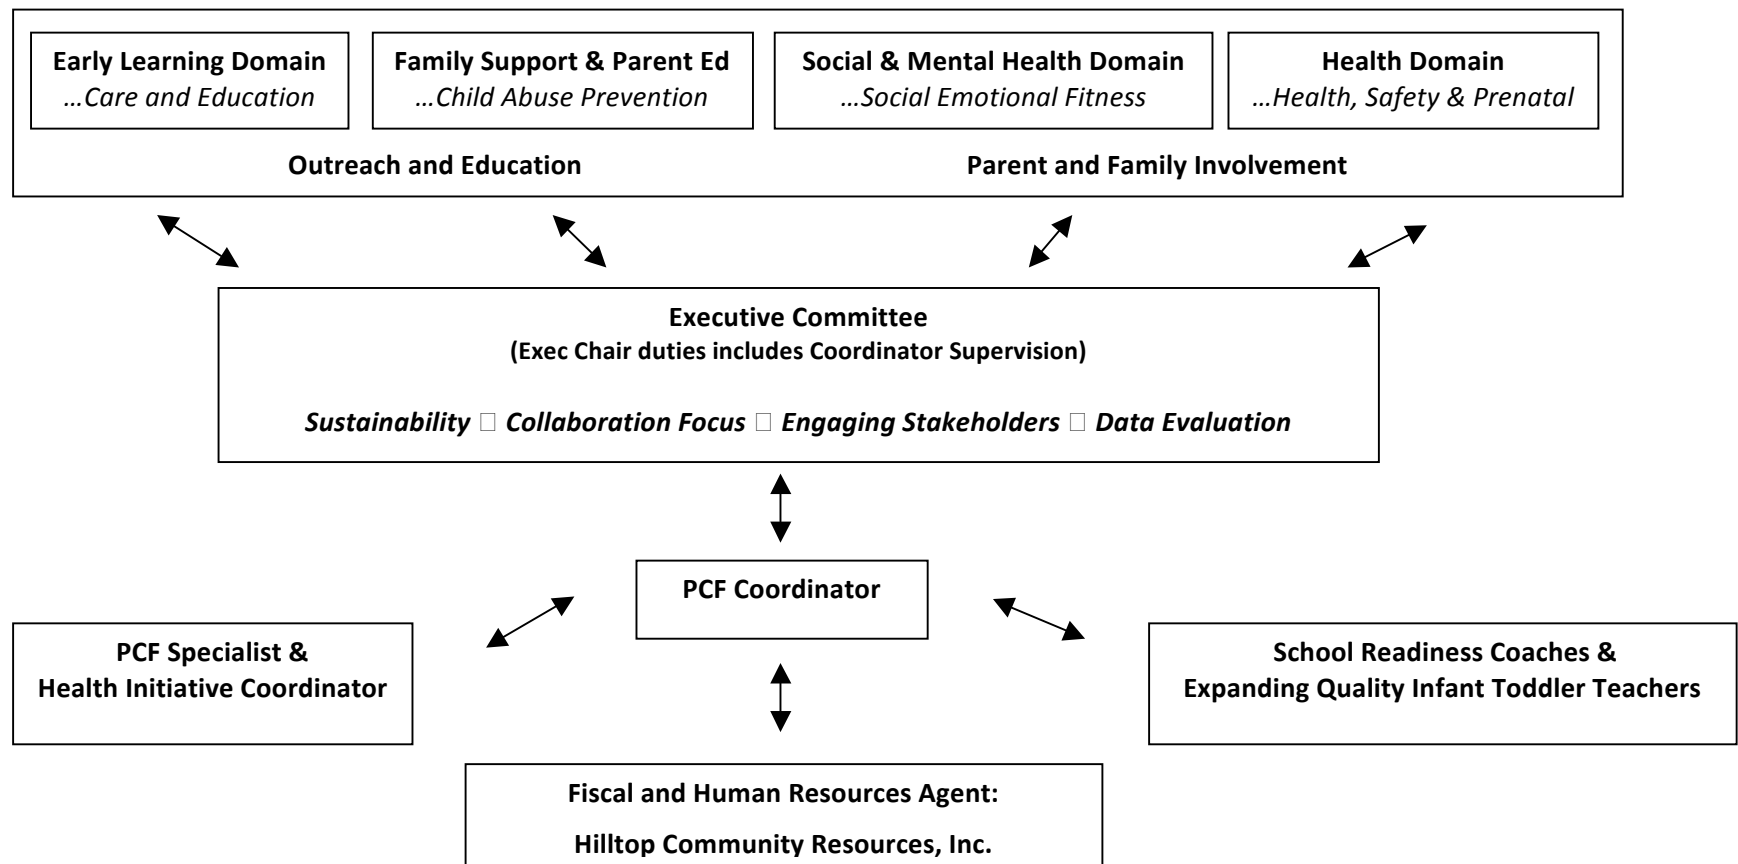 Early Learning Domain
…Care and Education
Family Support & Parent Ed
…Child Abuse Prevention
Social & Mental Health Domain
…Social Emotional Fitness
Health Domain
…Health, Safety & Prenatal
Outreach and Education
Parent and Family Involvement
Executive Committee
(Exec Chair duties includes Coordinator Supervision)
Sustainability □ Collaboration Focus □ Engaging Stakeholders □ Data Evaluation
PCF Coordinator
PCF Specialist &
Health Initiative Coordinator
School Readiness Coaches &
Expanding Quality Infant Toddler Teachers
Fiscal and Human Resources Agent:
Hilltop Community Resources, Inc.